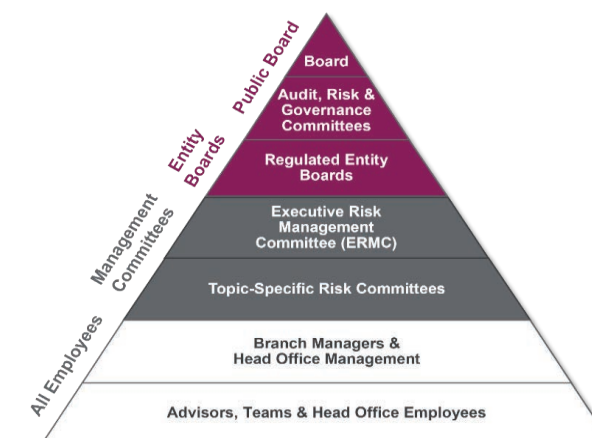 Public Board
Board
Audit, Risk &
Governance
Committees
Entity
Boards
Regulated Entity
Boards
Management
Committees
Executive Risk
Management
Committee (ERMC)
Topic-Specific Risk Committees
All Employees
Branch Managers &
Head Office Management
Advisors, Teams & Head Office Employees